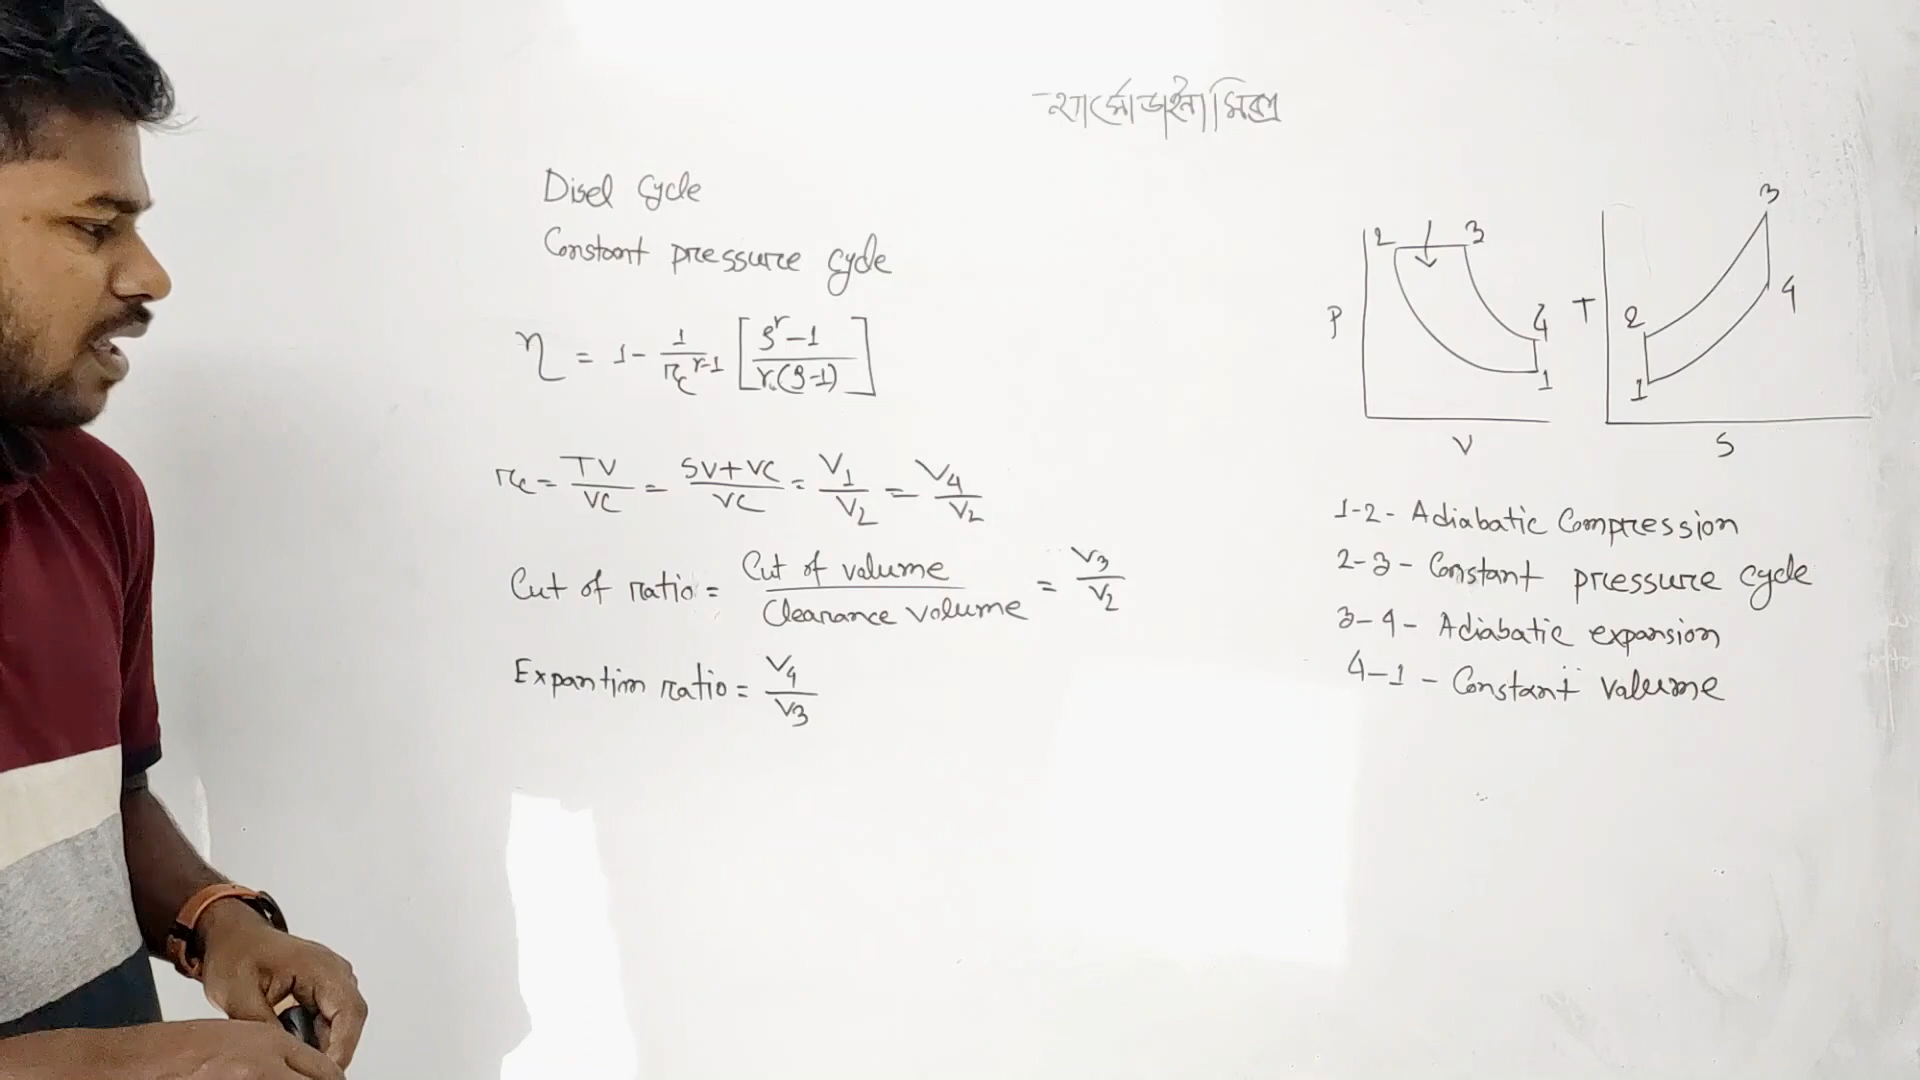 থার্মোডাইনামিক্স
Disel Cycle
Constant pressure cycle
η = 1 - 1/rc^(r-1) [ (ρ^r - 1) / (r.(ρ-1)) ]
rc = TV/VC = SV+VC/VC = V1/V2 = V4/V2
Cut of ratio = Cut of valume / Clearance volume = V3/V2
Expantion ratio = V4/V3
2 3
P 4
1
V
3
T 2 4
1
S
1-2- Adiabatic Compression
2-3- Constant pressure cycle
3-4- Adiabatic expansion
4-1 - Constant valume